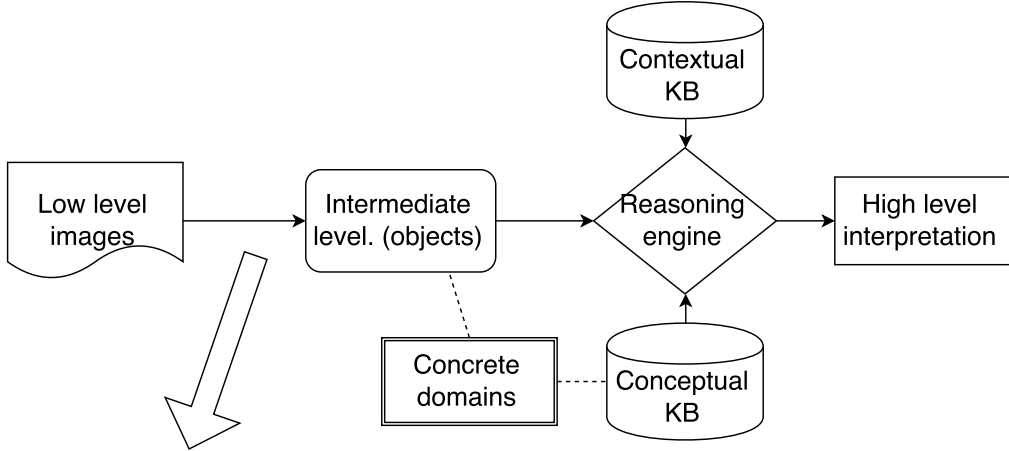 Contextual
KB
Low level
images
Intermediate
level. (objects)
Reasoning
engine
High level
interpretation
Concrete
domains
Conceptual
KB